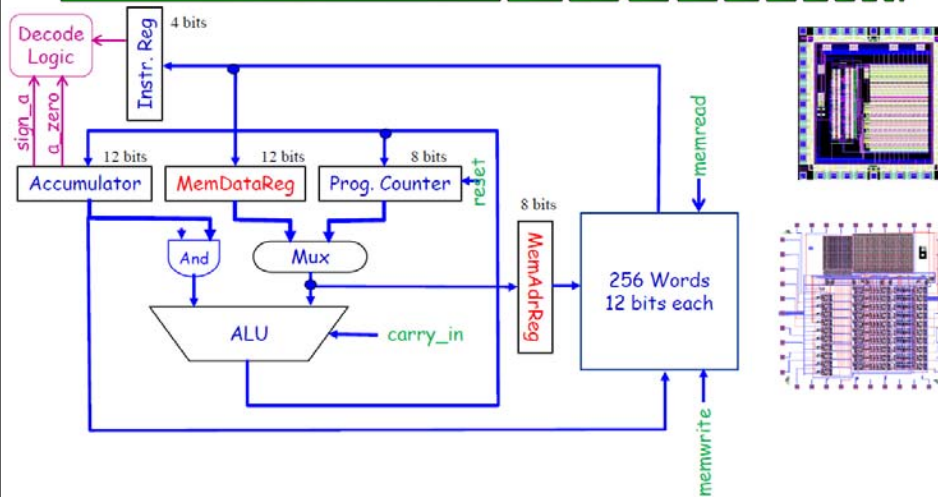 Decode
Logic
Instr. Reg
4 bits
sign_a
a_zero
12 bits
Accumulator
12 bits
MemDataReg
8 bits
Prog. Counter
reset
memread
And
Mux
8 bits
MemAdrReg
256 Words
12 bits each
ALU
carry_in
memwrite